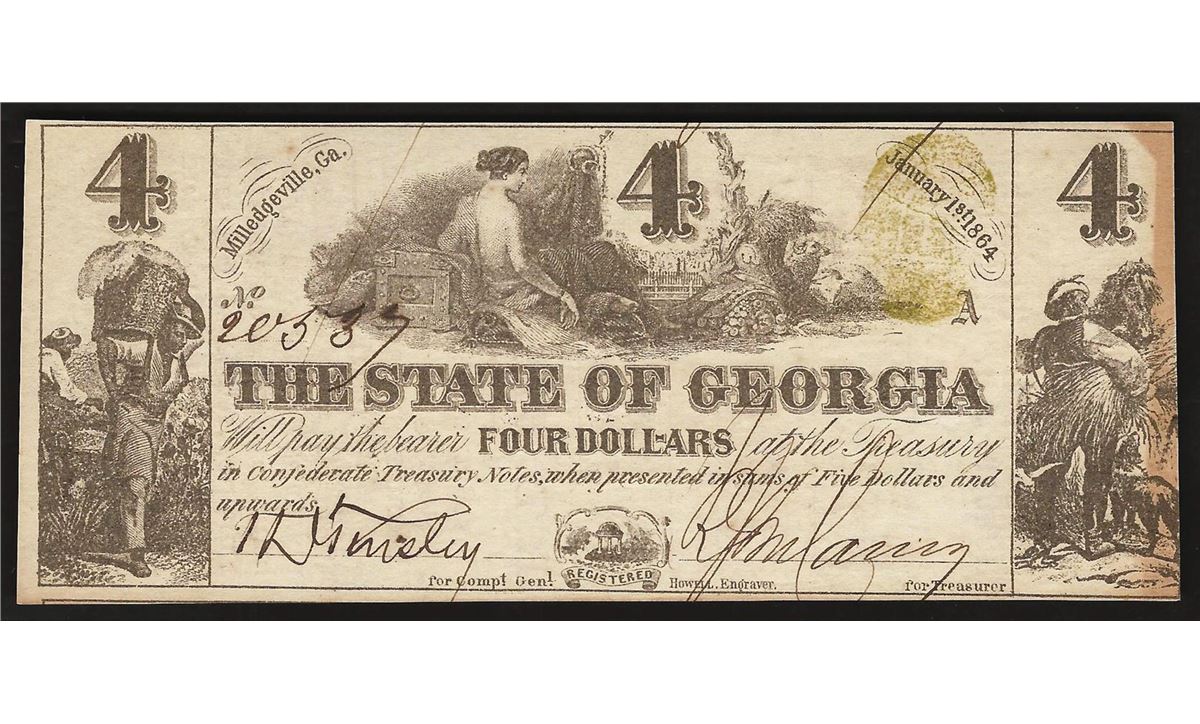 4
4
4
Milledgeville, Ga.
January 1st, 1864
No
20537
A
THE STATE OF GEORGIA
Will pay the bearer FOUR DOLLARS at the Treasury
in Confederate Treasury Notes, when presented in sums of Five Dollars and
upwards.
for Compt Genl
REGISTERED
HOWELL. Engraver.
for Treasurer